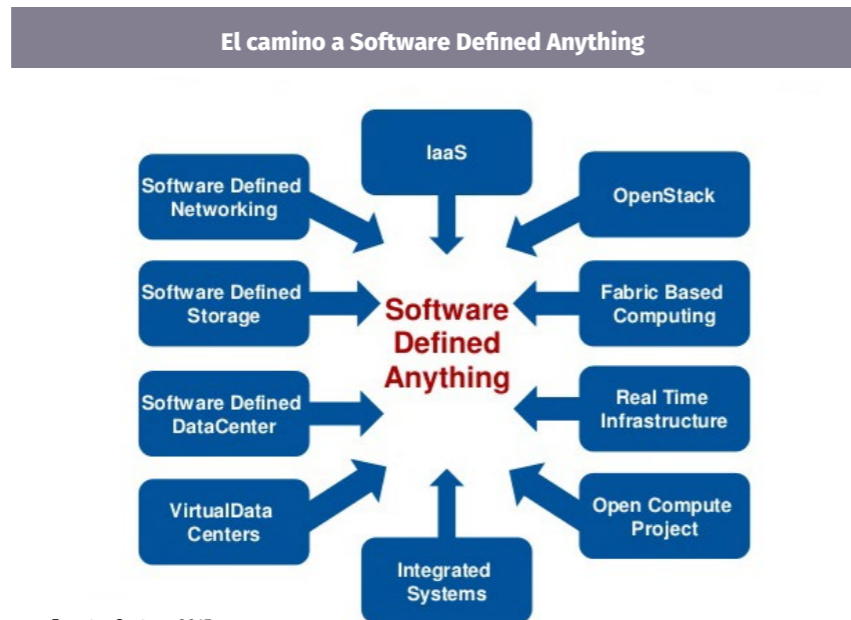 El camino a Software Defined Anything
IaaS
Software Defined
Networking
OpenStack
Software Defined
Storage
Fabric Based
Computing
Software
Defined
Anything
Software Defined
DataCenter
Real Time
Infrastructure
VirtualData
Centers
Open Compute
Project
Integrated
Systems